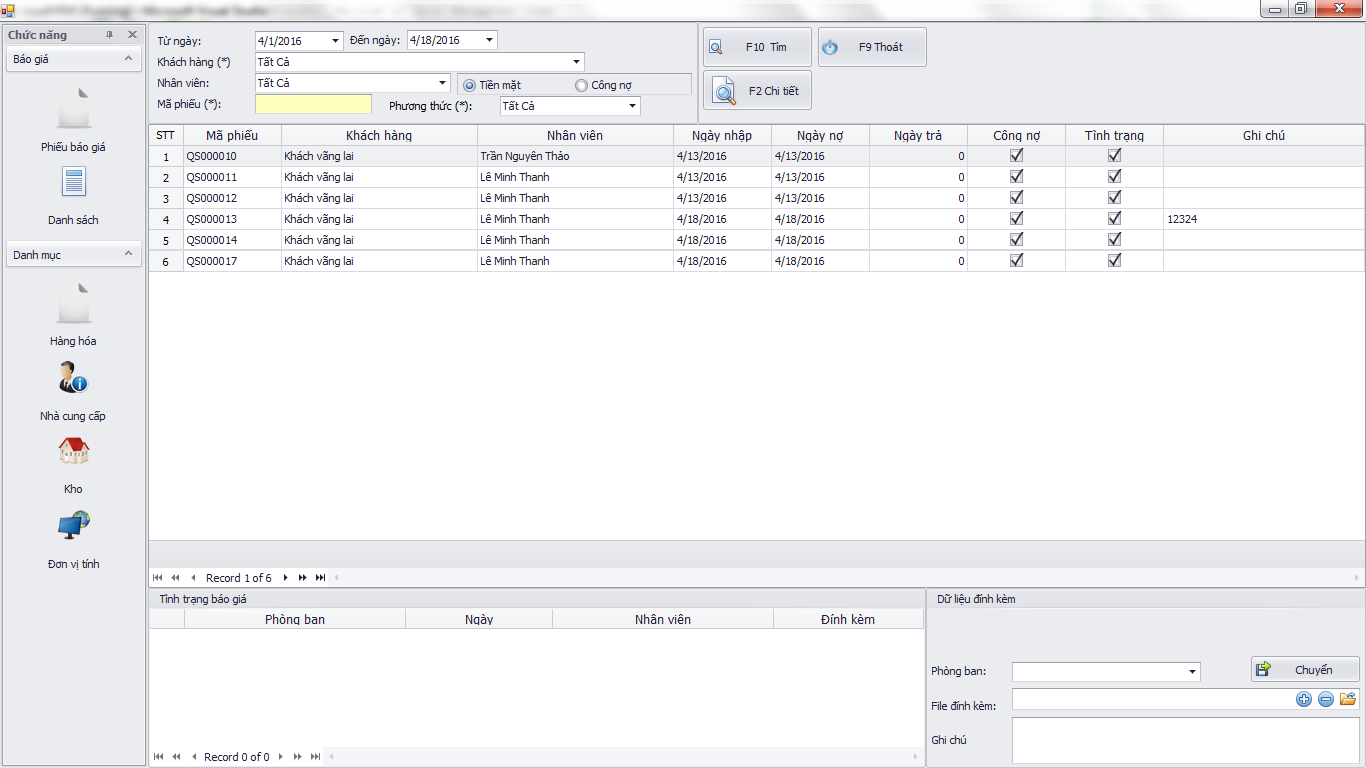 Chức năng
Báo giá
Phiếu báo giá
Danh sách
Danh mục
Hàng hóa
Nhà cung cấp
Kho
Đơn vị tính
Từ ngày: 4/1/2016 Đến ngày: 4/18/2016
Khách hàng (*) Tất Cả
Nhân viên: Tất Cả Tiền mặt Công nợ
Mã phiếu (*): Phương thức (*): Tất Cả
F10 Tìm F9 Thoát
F2 Chi tiết
STT Mã phiếu Khách hàng Nhân viên Ngày nhập Ngày nợ Ngày trả Công nợ Tình trạng Ghi chú
1 QS000010 Khách vãng lai Trần Nguyên Thảo 4/13/2016 4/13/2016 0
2 QS000011 Khách vãng lai Lê Minh Thanh 4/13/2016 4/13/2016 0
3 QS000012 Khách vãng lai Lê Minh Thanh 4/13/2016 4/13/2016 0
4 QS000013 Khách vãng lai Lê Minh Thanh 4/18/2016 4/18/2016 0 12324
5 QS000014 Khách vãng lai Lê Minh Thanh 4/18/2016 4/18/2016 0
6 QS000017 Khách vãng lai Lê Minh Thanh 4/18/2016 4/18/2016 0
Record 1 of 6
Tình trạng báo giá
Phòng ban Ngày Nhân viên Đính kèm
Record 0 of 0
Dữ liệu đính kèm
Phòng ban: Chuyển
File đính kèm:
Ghi chú